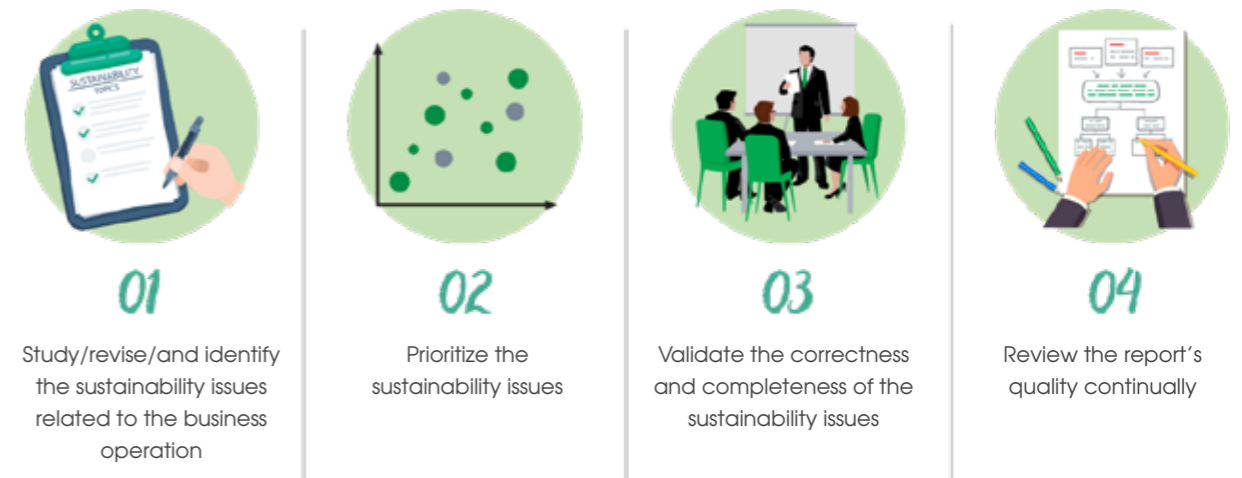 SUSTAINABILITY
TOPICS
01
Study/revise/and identify
the sustainability issues
related to the business
operation
02
Prioritize the
sustainability issues
03
Validate the correctness
and completeness of the
sustainability issues
04
Review the report's
quality continually